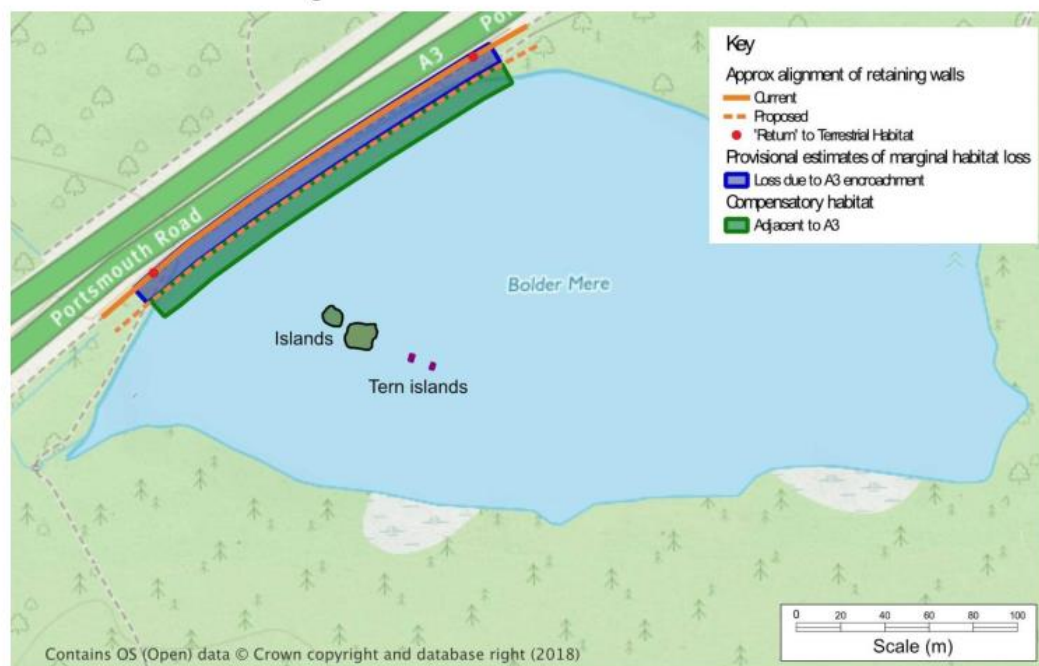 Portsmouth Road
A3
Por
Key
Approx alignment of retaining walls
Current
Proposed
'Return' to Terrestrial Habitat
Provisional estimates of marginal habitat loss
Loss due to A3 encroachment
Compensatory habitat
Adjacent to A3
Bolder Mere
Islands
Tern islands
0 20 40 60 80 100
Scale (m)
Contains OS (Open) data © Crown copyright and database right (2018)